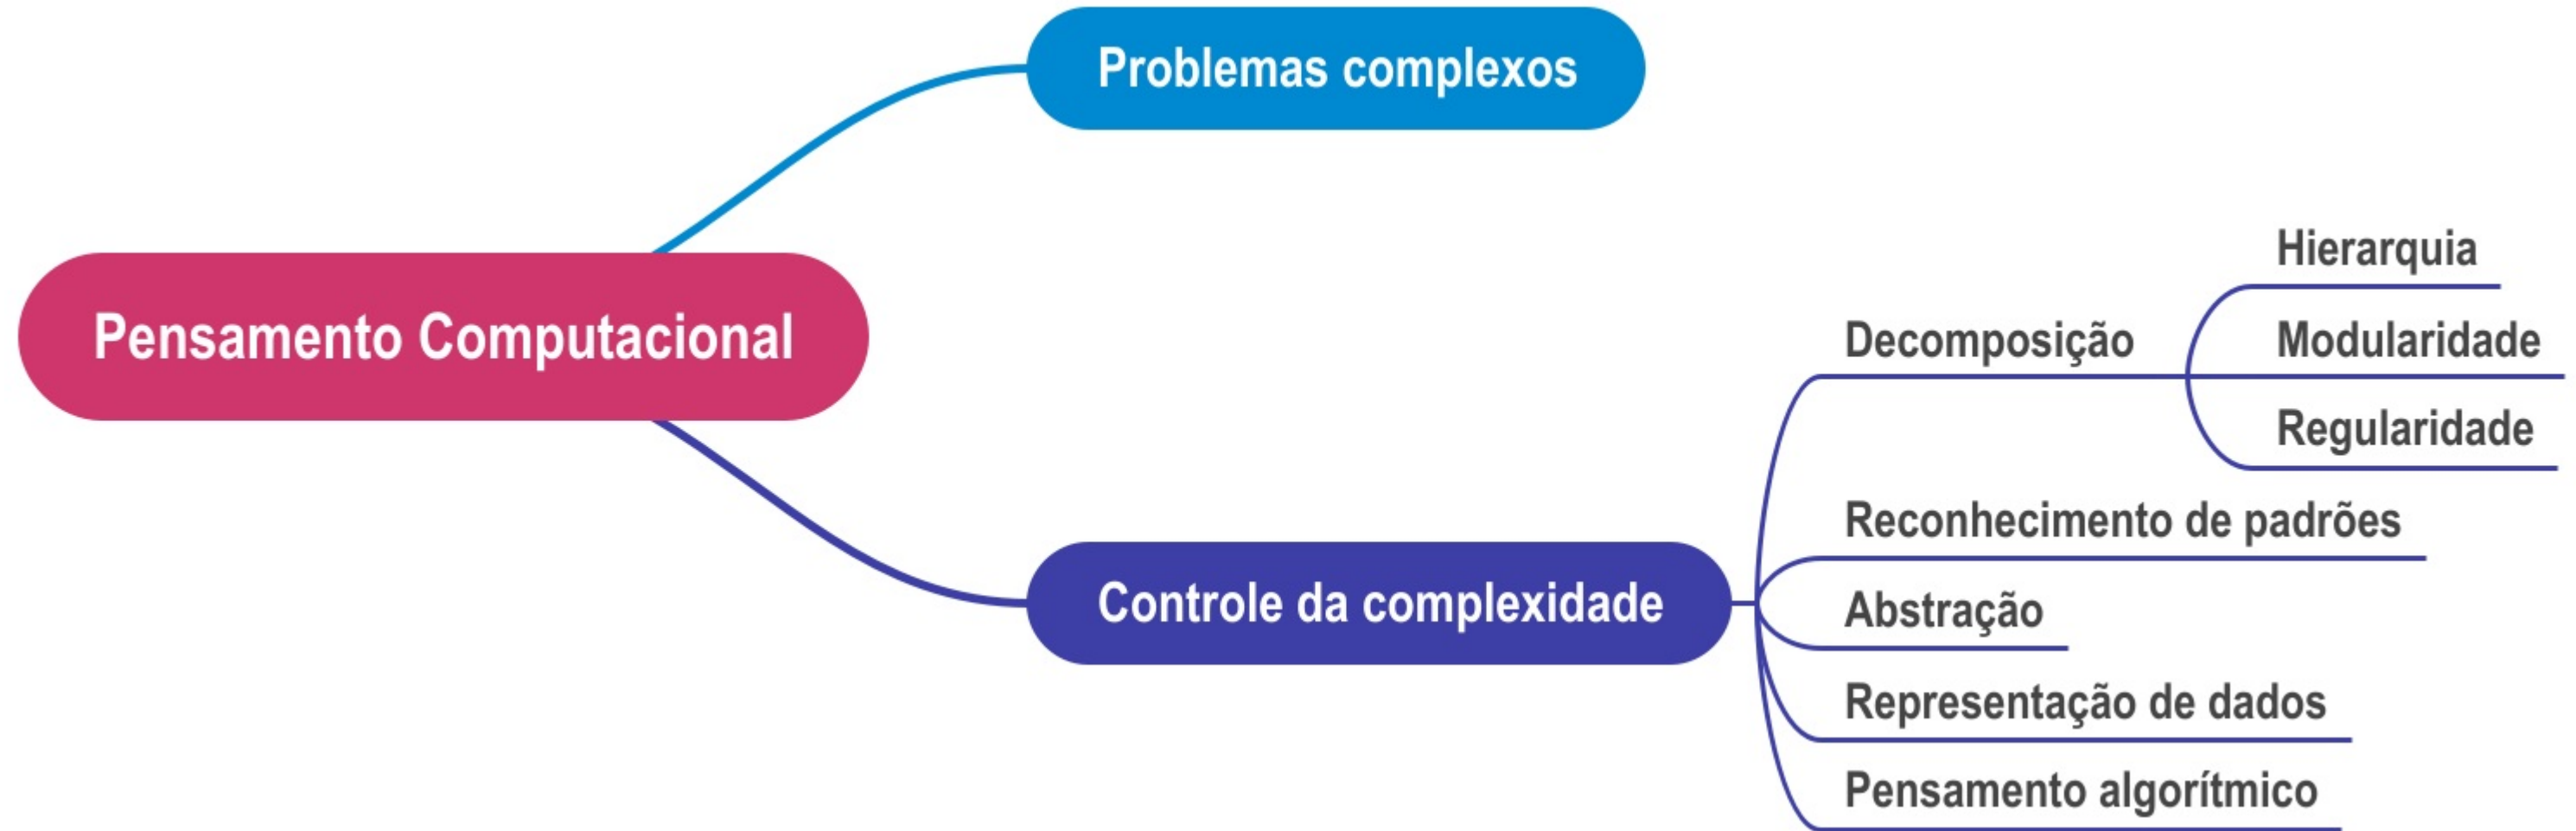 Problemas complexos
Pensamento Computacional
Hierarquia
Decomposição
Modularidade
Regularidade
Reconhecimento de padrões
Controle da complexidade
Abstração
Representação de dados
Pensamento algorítmico